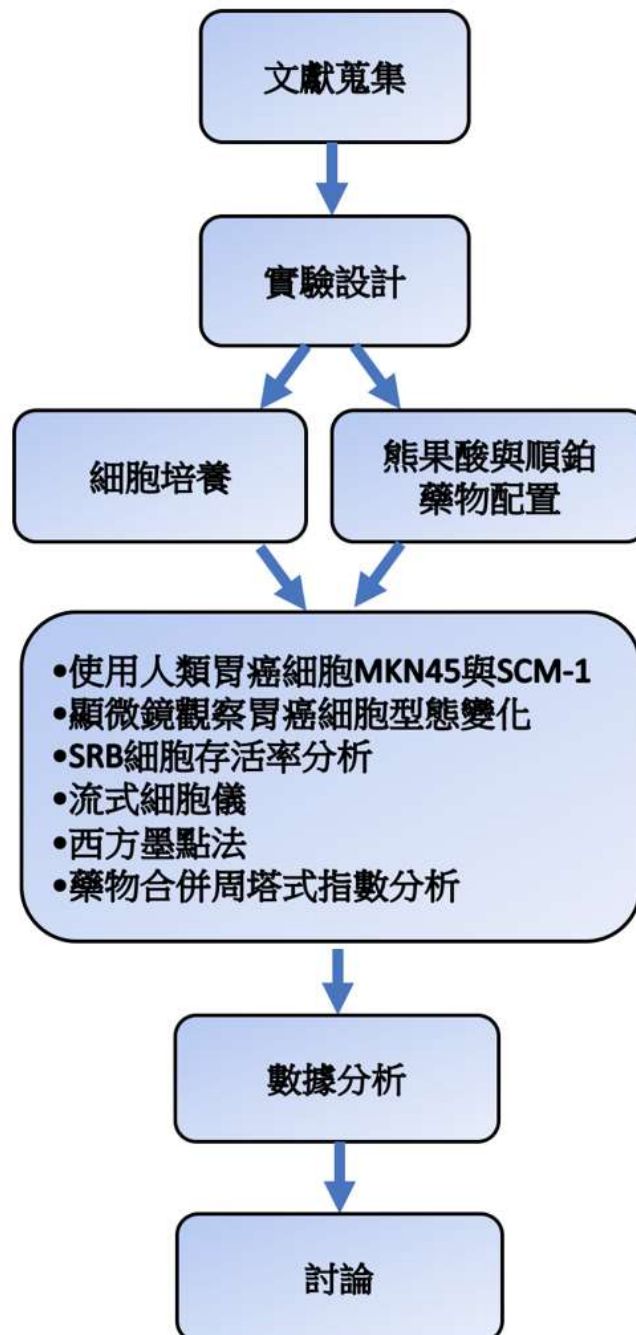 文獻蒐集
實驗設計
細胞培養
熊果酸與順鉑
藥物配置
•使用人類胃癌細胞MKN45與SCM-1
•顯微鏡觀察胃癌細胞型態變化
•SRB細胞存活率分析
•流式細胞儀
•西方墨點法
•藥物合併周塔式指數分析
數據分析
討論